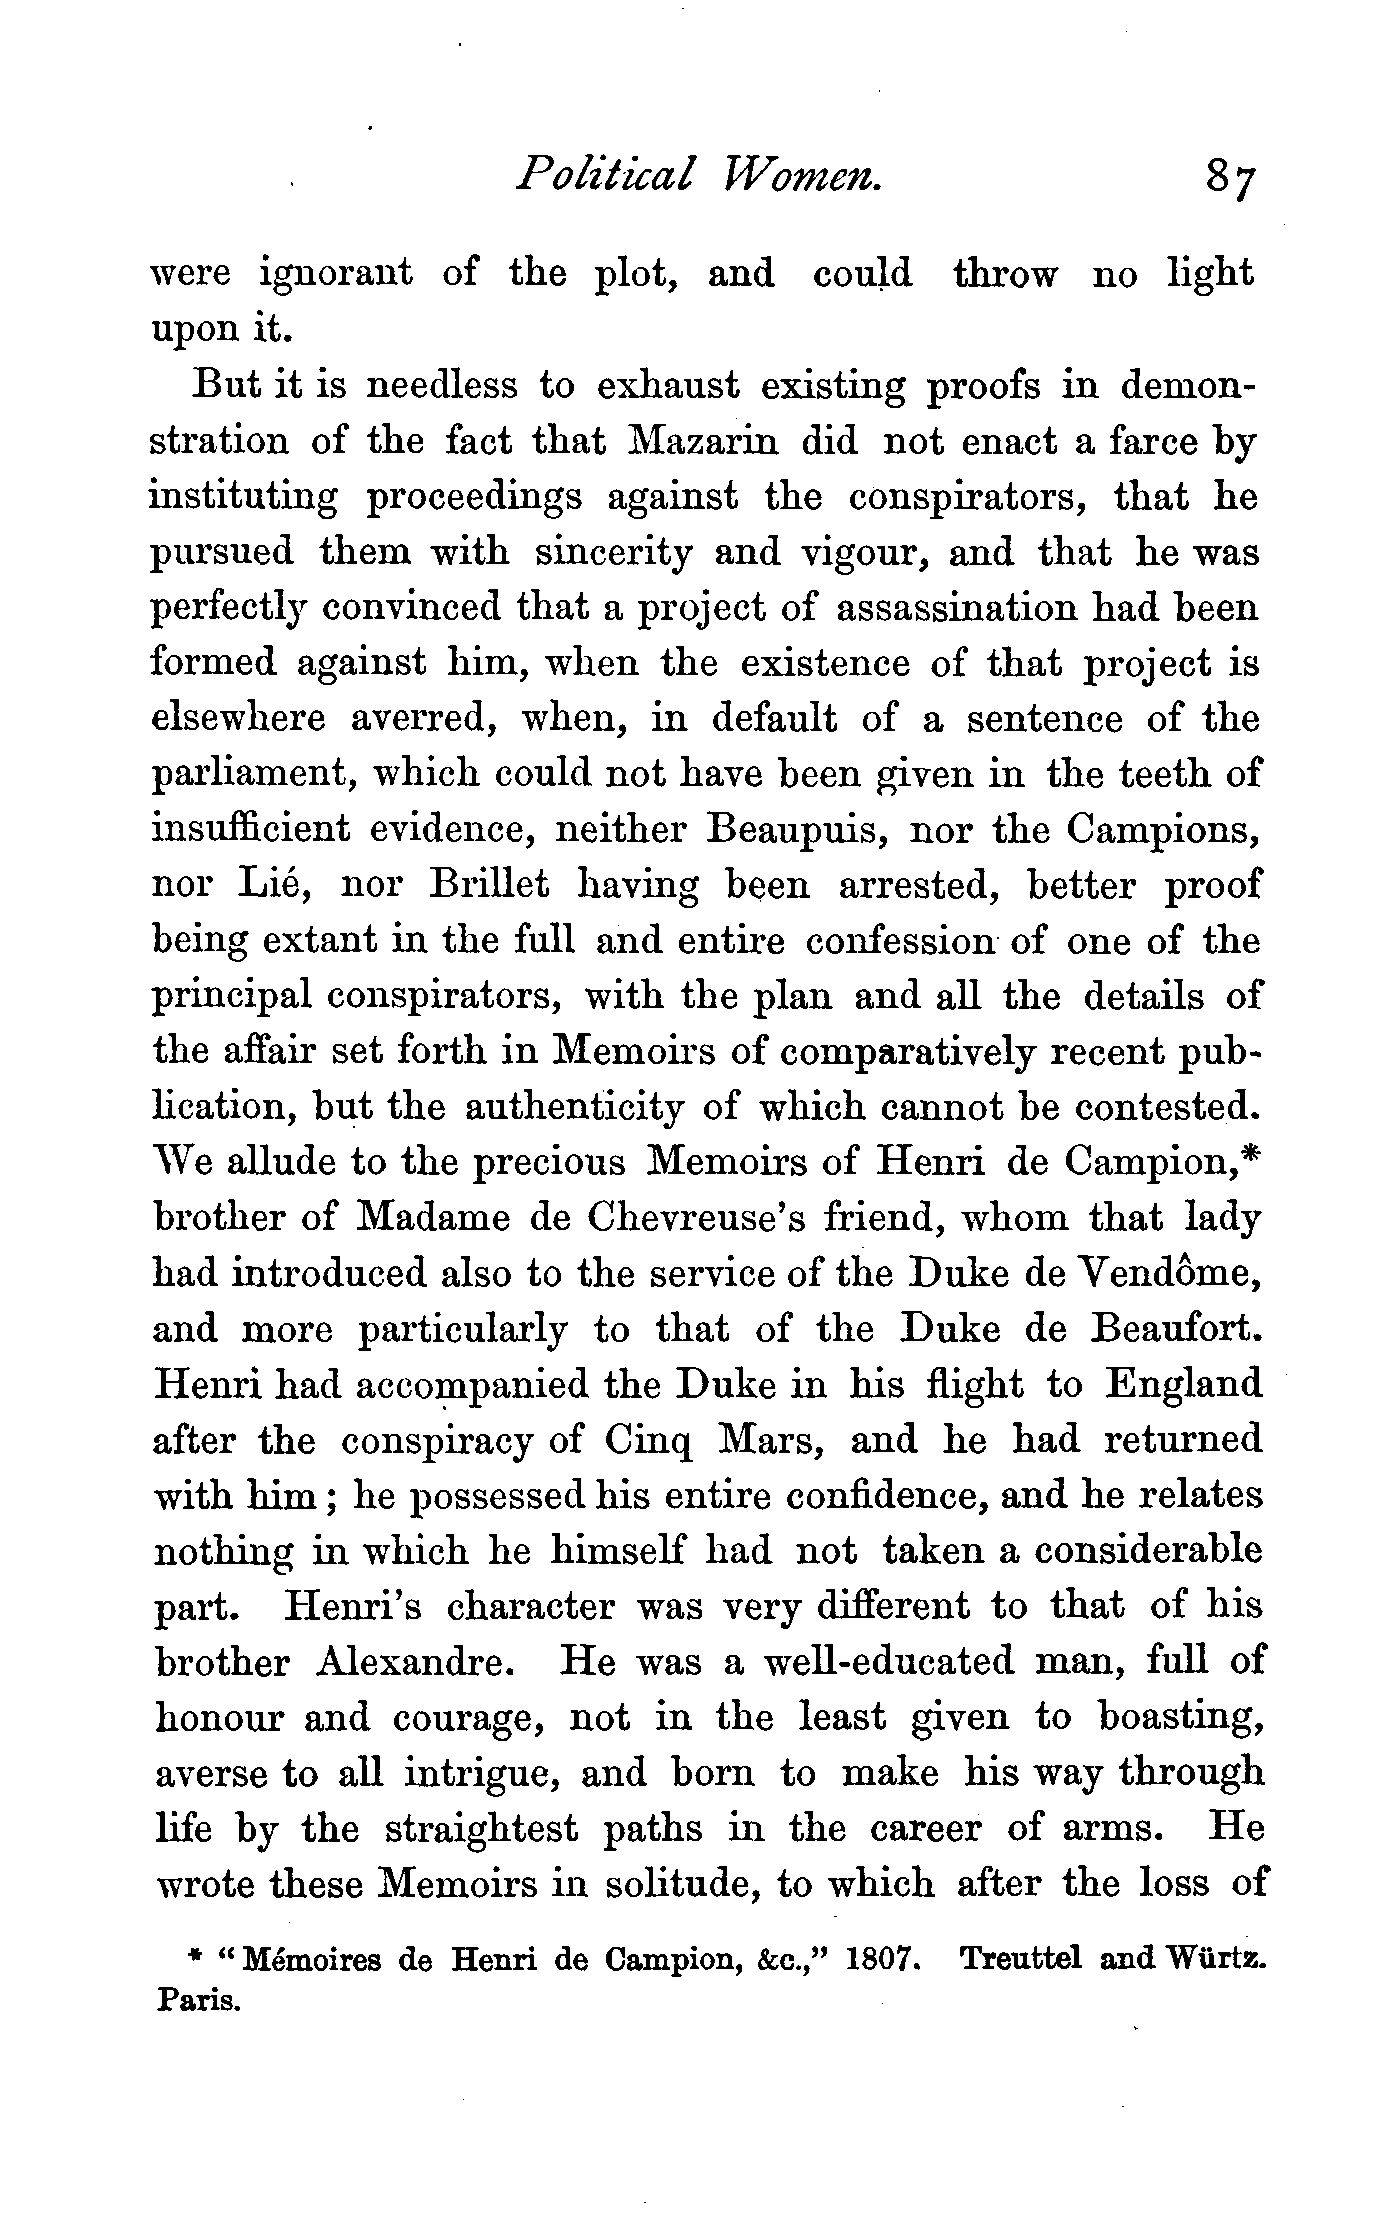 Political Women. 87
were ignorant of the plot, and could throw no light
upon it.
But it is needless to exhaust existing proofs in demon-
stration of the fact that Mazarin did not enact a farce by
instituting proceedings against the conspirators, that he
pursued them with sincerity and vigour, and that he was
perfectly convinced that a project of assassination had been
formed against him, when the existence of that project is
elsewhere averred, when, in default of a sentence of the
parliament, which could not have been given in the teeth of
insufficient evidence, neither Beaupuis, nor the Campions,
nor Lié, nor Brillet having been arrested, better proof
being extant in the full and entire confession of one of the
principal conspirators, with the plan and all the details of
the affair set forth in Memoirs of comparatively recent pub-
lication, but the authenticity of which cannot be contested.
We allude to the precious Memoirs of Henri de Campion,*
brother of Madame de Chevreuse's friend, whom that lady
had introduced also to the service of the Duke de Vendôme,
and more particularly to that of the Duke de Beaufort.
Henri had accompanied the Duke in his flight to England
after the conspiracy of Cinq Mars, and he had returned
with him; he possessed his entire confidence, and he relates
nothing in which he himself had not taken a considerable
part. Henri's character was very different to that of his
brother Alexandre. He was a well-educated man, full of
honour and courage, not in the least given to boasting,
averse to all intrigue, and born to make his way through
life by the straightest paths in the career of arms. He
wrote these Memoirs in solitude, to which after the loss of
* "Mémoires de Henri de Campion, &c.," 1807. Treuttel and Würtz.
Paris.